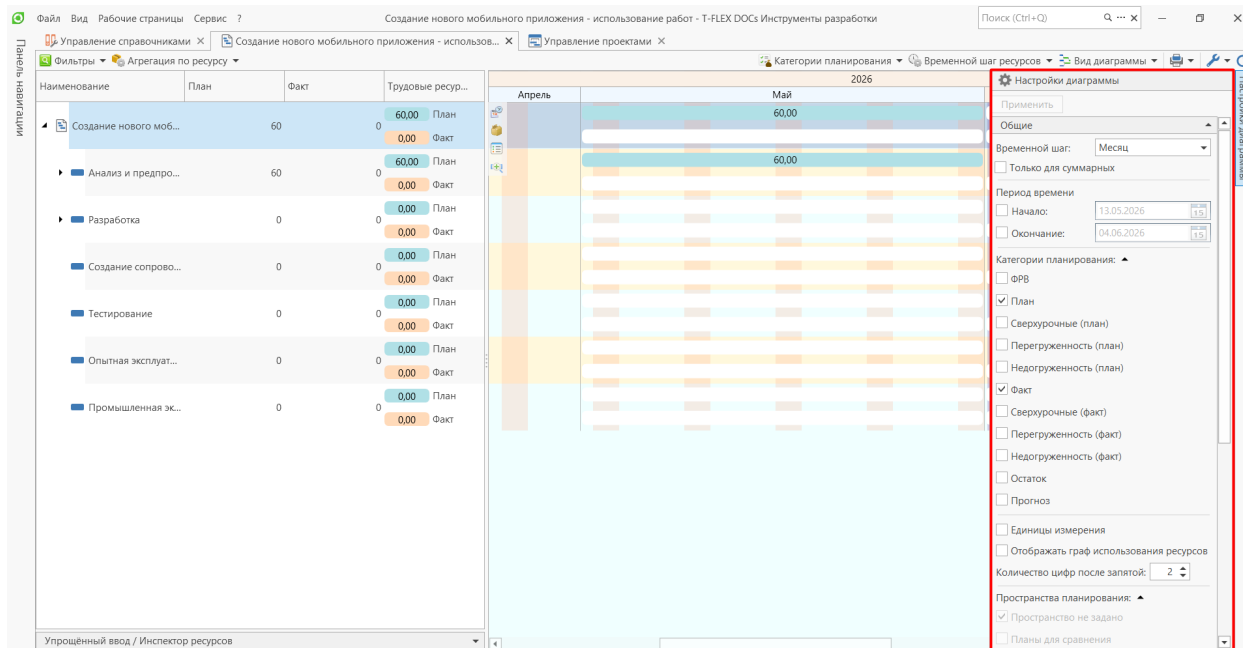 Файл Вид Рабочие страницы Сервис ? Создание нового мобильного приложения - использование работ - T-FLEX DOCs Инструменты разработки Поиск (Ctrl+Q)
Панель навигации
Управление справочниками Создание нового мобильного приложения - использов... Управление проектами
Фильтры Агрегация по ресурсу Категории планирования Временной шаг ресурсов Вид диаграммы
Наименование План Факт Трудовые ресур...
2026
Апрель Май
Создание нового моб... 60 0 60,00 План 60,00
0,00 Факт
Анализ и предпро... 60 0 60,00 План 60,00
0,00 Факт
Разработка 0 0 0,00 План
0,00 Факт
Создание сопрово... 0 0 0,00 План
0,00 Факт
Тестирование 0 0 0,00 План
0,00 Факт
Опытная эксплуат... 0 0 0,00 План
0,00 Факт
Промышленная эк... 0 0 0,00 План
0,00 Факт
Упрощённый ввод / Инспектор ресурсов
Настройки диаграммы
Применить
Общие
Временной шаг: Месяц
Только для суммарных
Период времени
Начало: 13.05.2026 15
Окончание: 04.06.2026 15
Категории планирования:
ФРВ
План
Сверхурочные (план)
Перегруженность (план)
Недогруженность (план)
Факт
Сверхурочные (факт)
Перегруженность (факт)
Недогруженность (факт)
Остаток
Прогноз
Единицы измерения
Отображать граф использования ресурсов
Количество цифр после запятой: 2
Пространства планирования:
Пространство не задано
Планы для сравнения